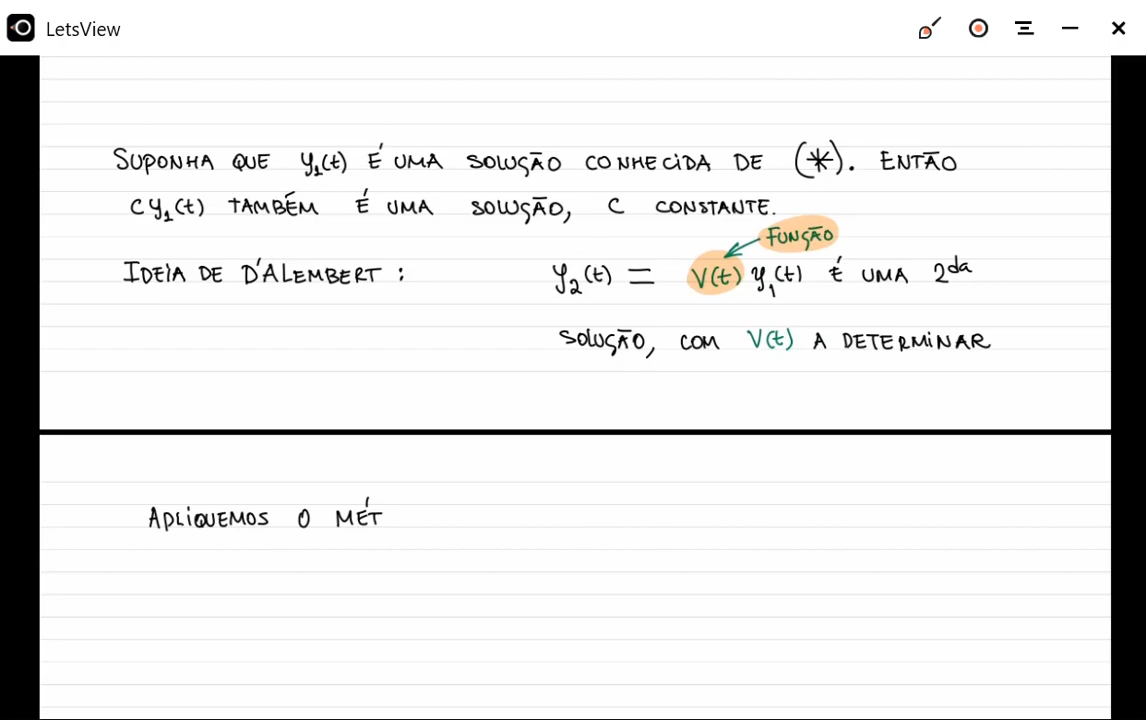 LetsView
SUPONHA QUE y₁(t) É UMA SOLUÇÃO CONHECIDA DE (*). ENTÃO
C y₁(t) TAMBÉM É UMA SOLUÇÃO, C CONSTANTE.
FUNÇÃO
IDEIA DE D'ALEMBERT : y₂(t) = V(t) y₁(t) É UMA 2da
SOLUÇÃO, COM V(t) A DETERMINAR
APLIQUEMOS O MÉT